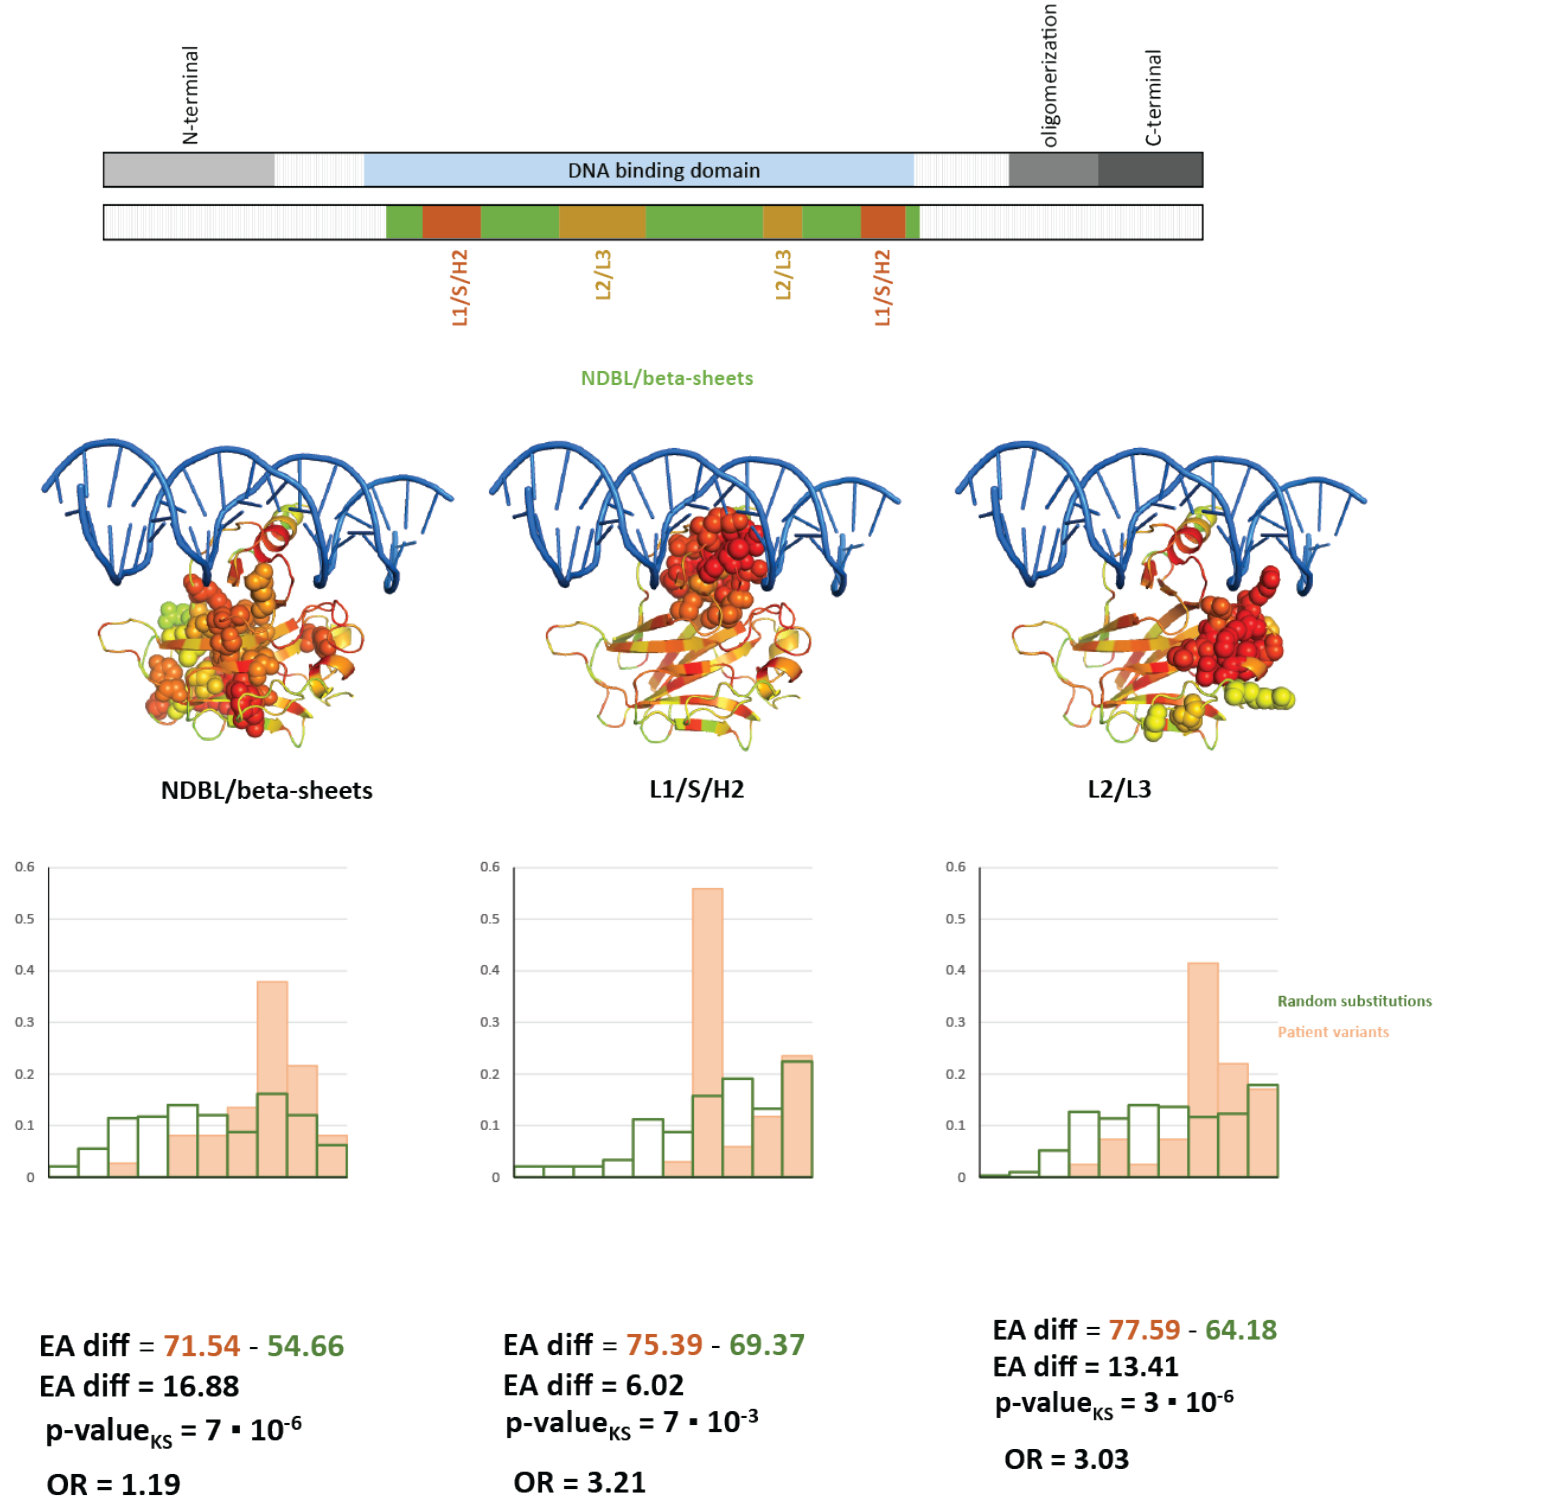 N-terminal
oligomerization
C-terminal
DNA binding domain
L1/S/H2
L2/L3
L2/L3
L1/S/H2
NDBL/beta-sheets
NDBL/beta-sheets
L1/S/H2
L2/L3
0.6
0.5
0.4
0.3
0.2
0.1
0
0.6
0.5
0.4
0.3
0.2
0.1
0
0.6
0.5
0.4
0.3
0.2
0.1
0
Random substitutions
Patient variants
EA diff = 71.54 - 54.66
EA diff = 16.88
p-valueKS = 7 ▪ 10-6
OR = 1.19
EA diff = 75.39 - 69.37
EA diff = 6.02
p-valueKS = 7 ▪ 10-3
OR = 3.21
EA diff = 77.59 - 64.18
EA diff = 13.41
p-valueKS = 3 ▪ 10-6
OR = 3.03